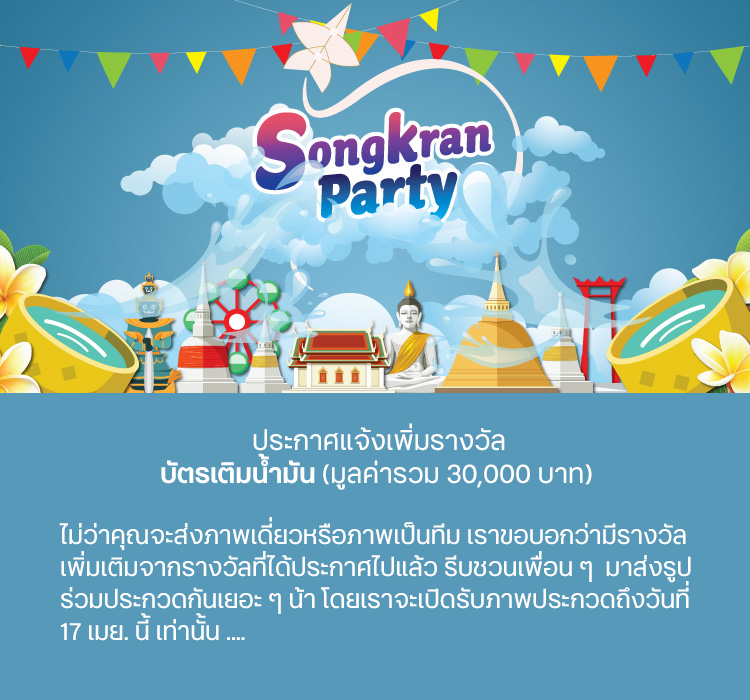 Songkran
Party
ประกาศแจ้งเพิ่มรางวัล
บัตรเติมน้ำมัน (มูลค่ารวม 30,000 บาท)
ไม่ว่าคุณจะส่งภาพเดี่ยวหรือภาพเป็นทีม เราขอบอกว่ามีรางวัล
เพิ่มเติมจากรางวัลที่ได้ประกาศไปแล้ว รีบชวนเพื่อน ๆ มาส่งรูป
ร่วมประกวดกันเยอะ ๆ น้า โดยเราจะเปิดรับภาพประกวดถึงวันที่
17 เมย. นี้ เท่านั้น ....